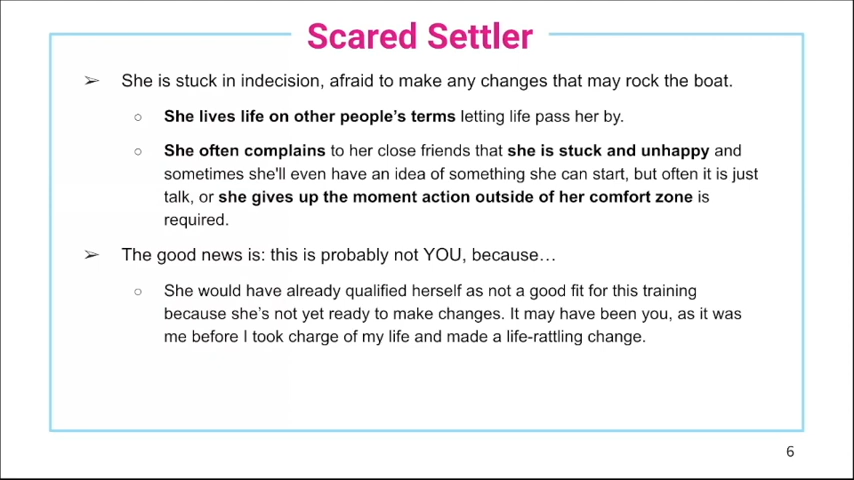 Scared Settler
➢ She is stuck in indecision, afraid to make any changes that may rock the boat.
○ She lives life on other people’s terms letting life pass her by.
○ She often complains to her close friends that she is stuck and unhappy and
sometimes she'll even have an idea of something she can start, but often it is just
talk, or she gives up the moment action outside of her comfort zone is
required.
➢ The good news is: this is probably not YOU, because…
○ She would have already qualified herself as not a good fit for this training
because she’s not yet ready to make changes. It may have been you, as it was
me before I took charge of my life and made a life-rattling change.
6